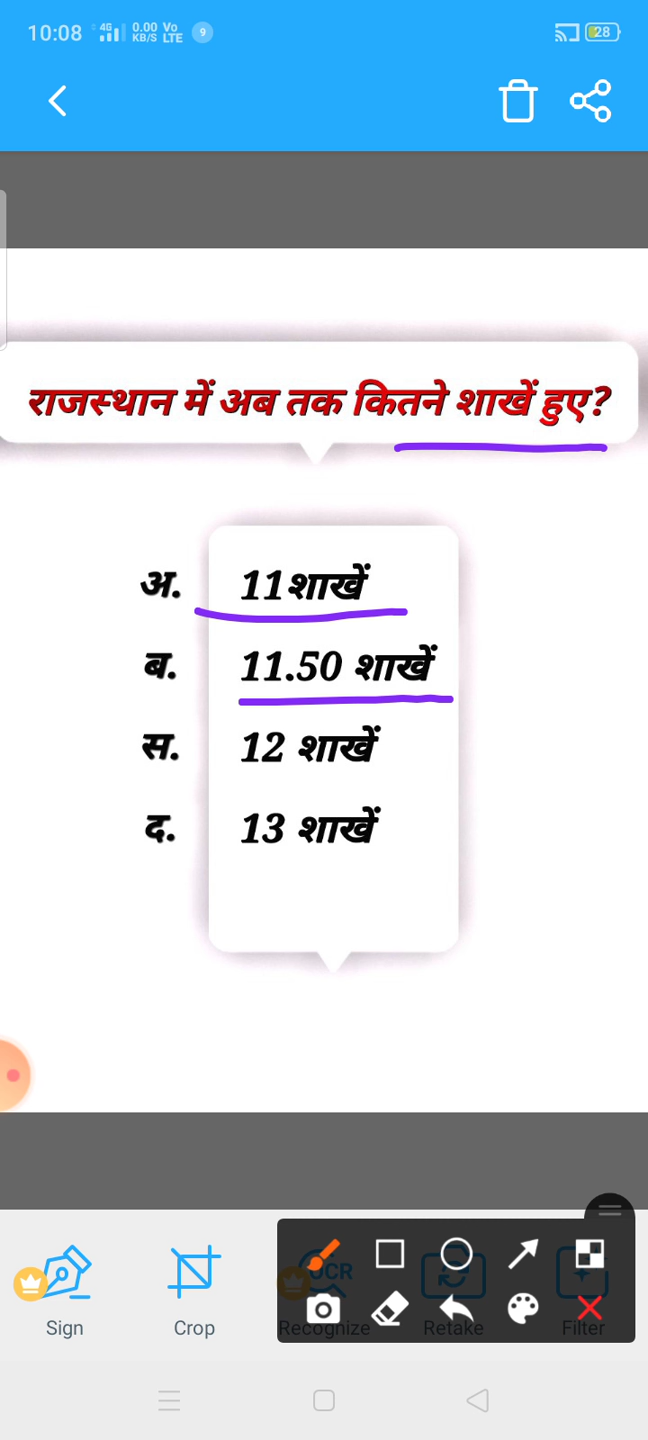 10:08 4G 0.00 KB/S Vo LTE 9 28
राजस्थान में अब तक कितने शाखें हुए?
अ. 11शाखें
ब. 11.50 शाखें
स. 12 शाखें
द. 13 शाखें
Sign Crop Recognize Retake Filter
OCR